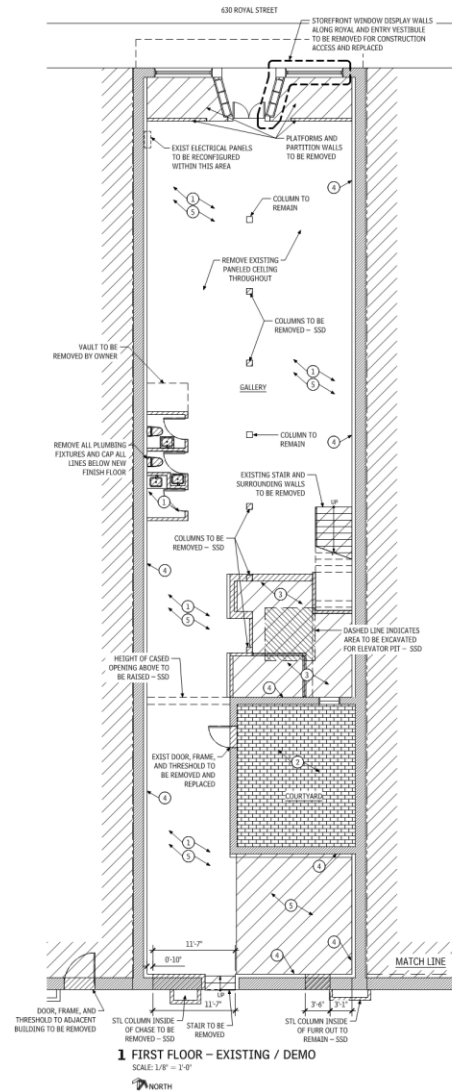 630 ROYAL STREET
STOREFRONT WINDOW DISPLAY WALLS
ALONG ROYAL AND ENTRY VESTIBULE
TO BE REMOVED FOR CONSTRUCTION
ACCESS AND REPLACED
EXIST ELECTRICAL PANELS
TO BE RECONFIGURED
WITHIN THIS AREA
PLATFORMS AND
PARTITION WALLS
TO BE REMOVED
4
1
5
COLUMN TO
REMAIN
REMOVE EXISTING
PANELED CEILING
THROUGHOUT
COLUMNS TO BE
REMOVED – SSD
VAULT TO BE
REMOVED BY OWNER
1
5
GALLERY
REMOVE ALL PLUMBING
FIXTURES AND CAP ALL
LINES BELOW NEW
FINISH FLOOR
COLUMN TO
REMAIN
4
EXISTING STAIR AND
SURROUNDING WALLS
TO BE REMOVED
1
UP
COLUMNS TO BE
REMOVED – SSD
4
3
1
5
DASHED LINE INDICATES
AREA TO BE EXCAVATED
FOR ELEVATOR PIT – SSD
HEIGHT OF CASED
OPENING ABOVE TO
BE RAISED – SSD
3
4
EXIST DOOR, FRAME,
AND THRESHOLD TO
BE REMOVED AND
REPLACED
2
COURTYARD
4
1
5
4
5
11'-7"
0'-10"
4
4
MATCH LINE
UP
11'-7"
3'-6"
3'-1"
DOOR, FRAME, AND
THRESHOLD TO ADJACENT
BUILDING TO BE REMOVED
STL COLUMN INSIDE
OF CHASE TO BE
REMOVED – SSD
STAIR TO BE
REMOVED
STL COLUMN INSIDE
OF FURR OUT TO
REMAIN – SSD
1 FIRST FLOOR – EXISTING / DEMO
SCALE: 1/8" = 1'-0"
NORTH